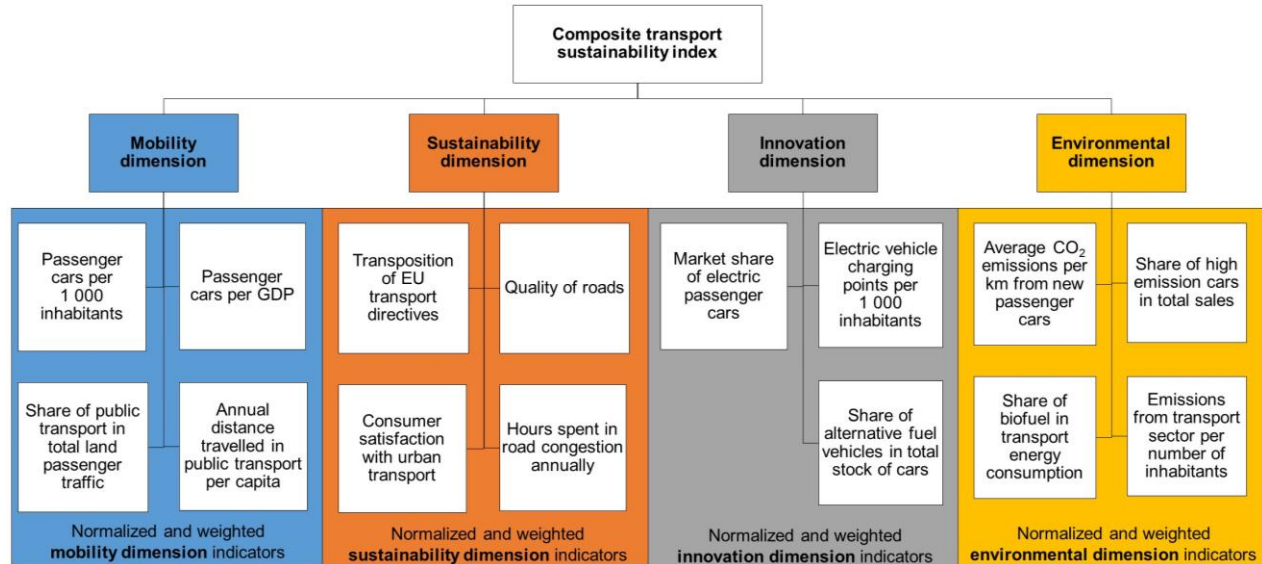 Composite transport
sustainability index
Mobility
dimension
Sustainability
dimension
Innovation
dimension
Environmental
dimension
Passenger
cars per
1 000
inhabitants
Passenger
cars per GDP
Share of public
transport in
total land
passenger
traffic
Annual
distance
travelled in
public transport
per capita
Normalized and weighted
mobility dimension indicators
Transposition
of EU
transport
directives
Quality of roads
Consumer
satisfaction
with urban
transport
Hours spent in
road congestion
annually
Normalized and weighted
sustainability dimension indicators
Market share
of electric
passenger
cars
Electric vehicle
charging
points per
1 000
inhabitants
Share of
alternative fuel
vehicles in total
stock of cars
Normalized and weighted
innovation dimension indicators
Average CO₂
emissions per
km from new
passenger
cars
Share of high
emission cars
in total sales
Share of
biofuel in
transport
energy
consumption
Emissions
from transport
sector per
number of
inhabitants
Normalized and weighted
environmental dimension indicators